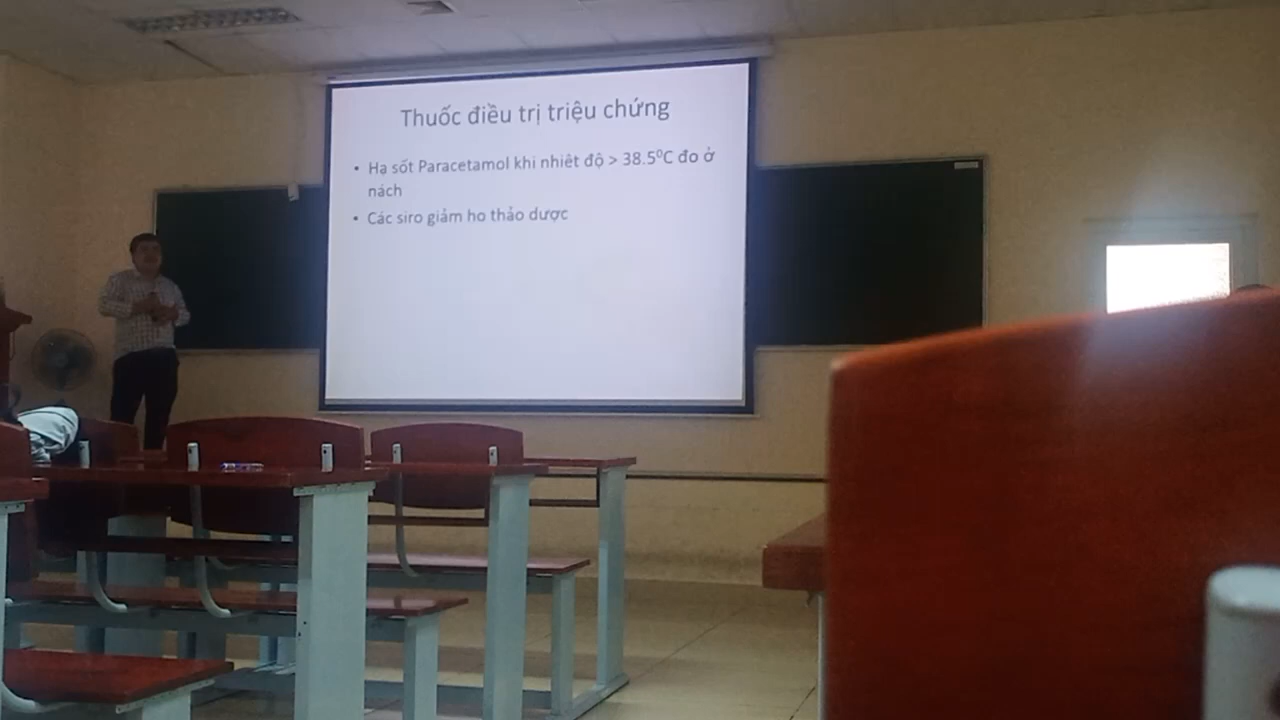 Thuốc điều trị triệu chứng
• Hạ sốt Paracetamol khi nhiêt độ > 38.5⁰C đo ở
nách
• Các siro giảm ho thảo dược